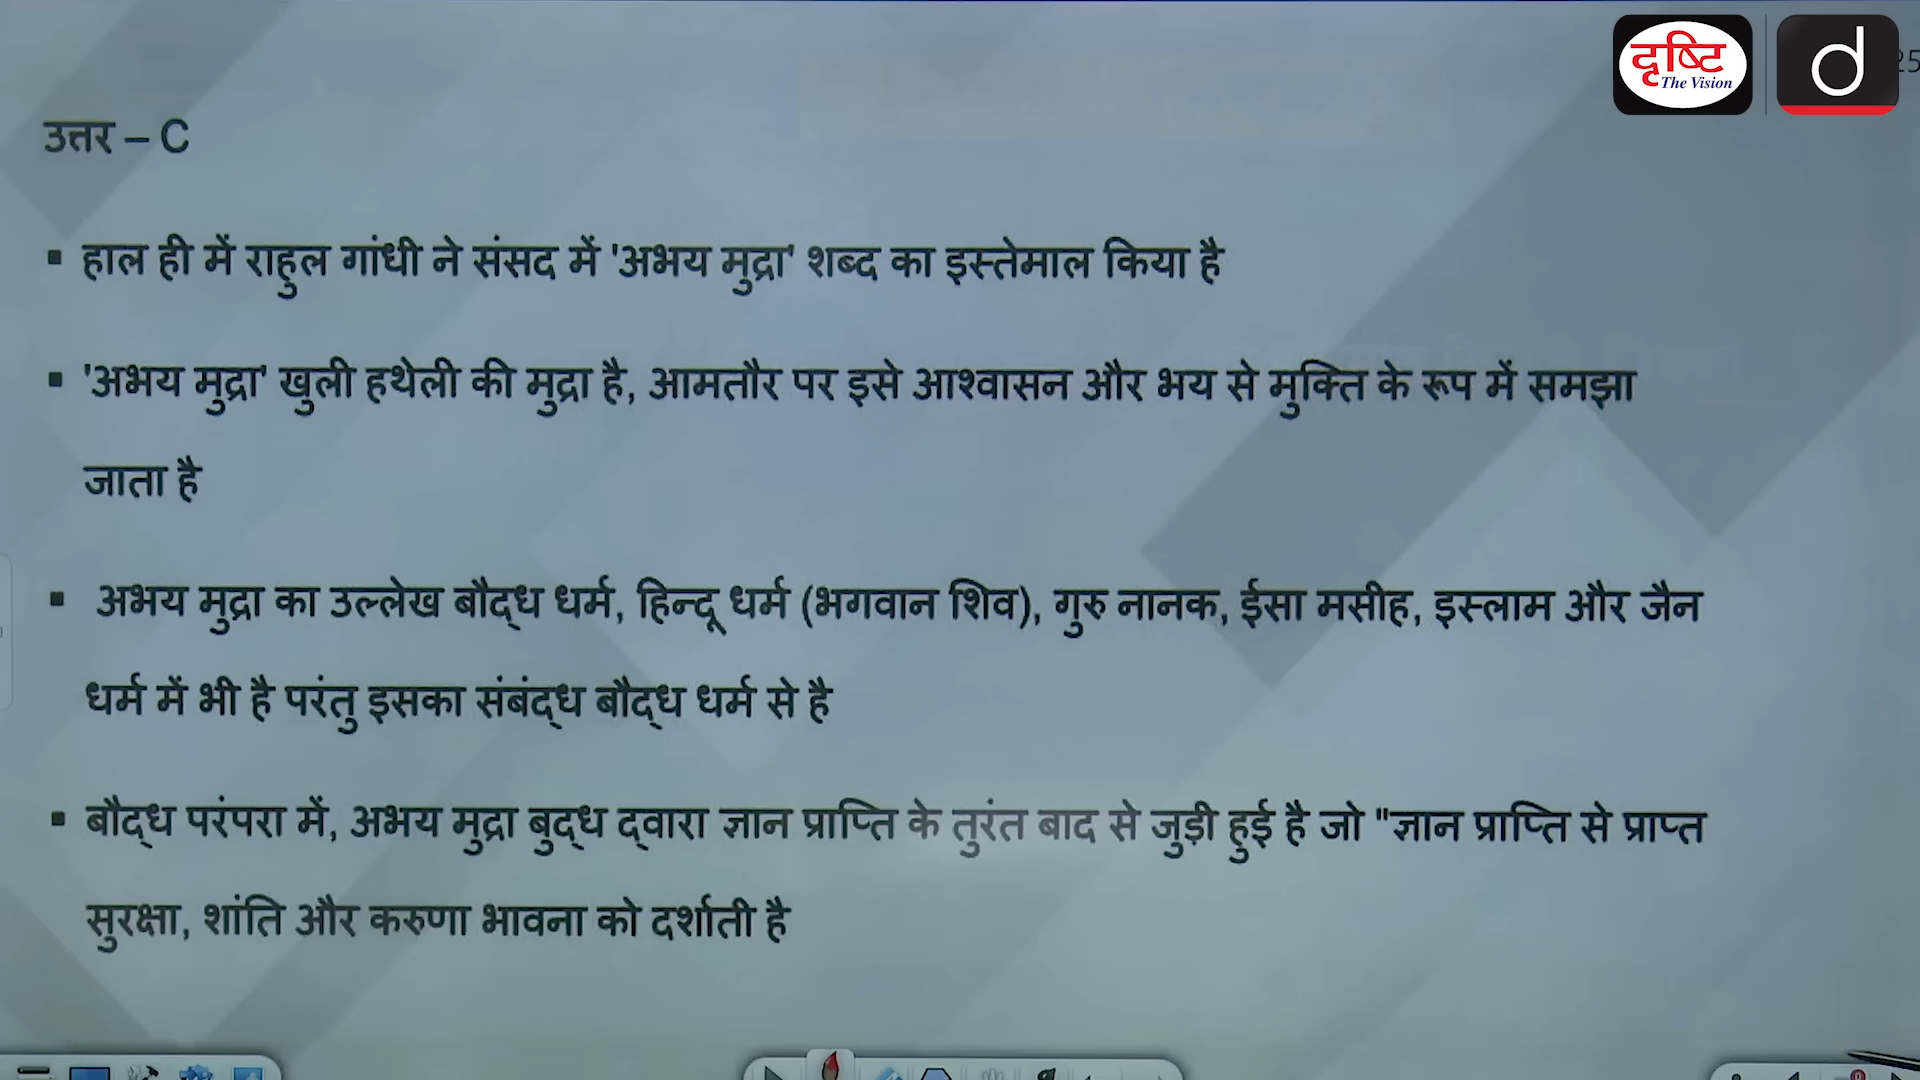 दृष्टि
The Vision
d
25
उत्तर – C
▪ हाल ही में राहुल गांधी ने संसद में 'अभय मुद्रा' शब्द का इस्तेमाल किया है
▪ 'अभय मुद्रा' खुली हथेली की मुद्रा है, आमतौर पर इसे आश्वासन और भय से मुक्ति के रूप में समझा
जाता है
▪ अभय मुद्रा का उल्लेख बौद्ध धर्म, हिन्दू धर्म (भगवान शिव), गुरु नानक, ईसा मसीह, इस्लाम और जैन
धर्म में भी है परंतु इसका संबंद्ध बौद्ध धर्म से है
▪ बौद्ध परंपरा में, अभय मुद्रा बुद्ध द्वारा ज्ञान प्राप्ति के तुरंत बाद से जुड़ी हुई है जो "ज्ञान प्राप्ति से प्राप्त
सुरक्षा, शांति और करुणा भावना को दर्शाती है